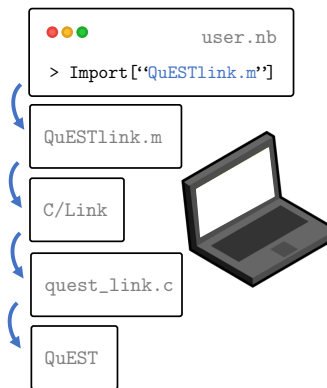 user.nb
> Import[“QuESTlink.m”]
QuESTlink.m
C/Link
quest_link.c
QuEST